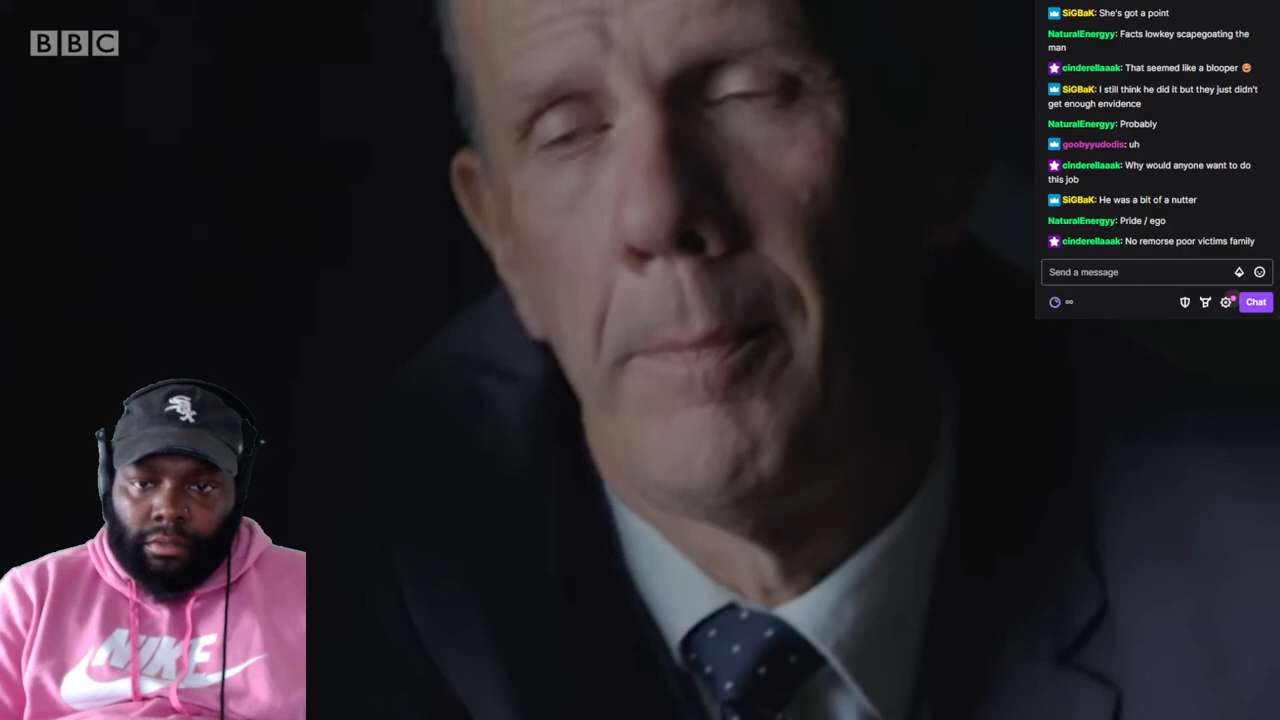 BBC
SiGBaK: She's got a point
NaturalEnergyy: Facts lowkey scapegoating the
man
cinderellaaak: That seemed like a blooper
SiGBaK: I still think he did it but they just didn't
get enough envidence
NaturalEnergyy: Probably
goobyyudodis: uh
cinderellaaak: Why would anyone want to do
this job
SiGBaK: He was a bit of a nutter
NaturalEnergyy: Pride / ego
cinderellaaak: No remorse poor victims family
Send a message
∞
Chat
Sox
NIKE